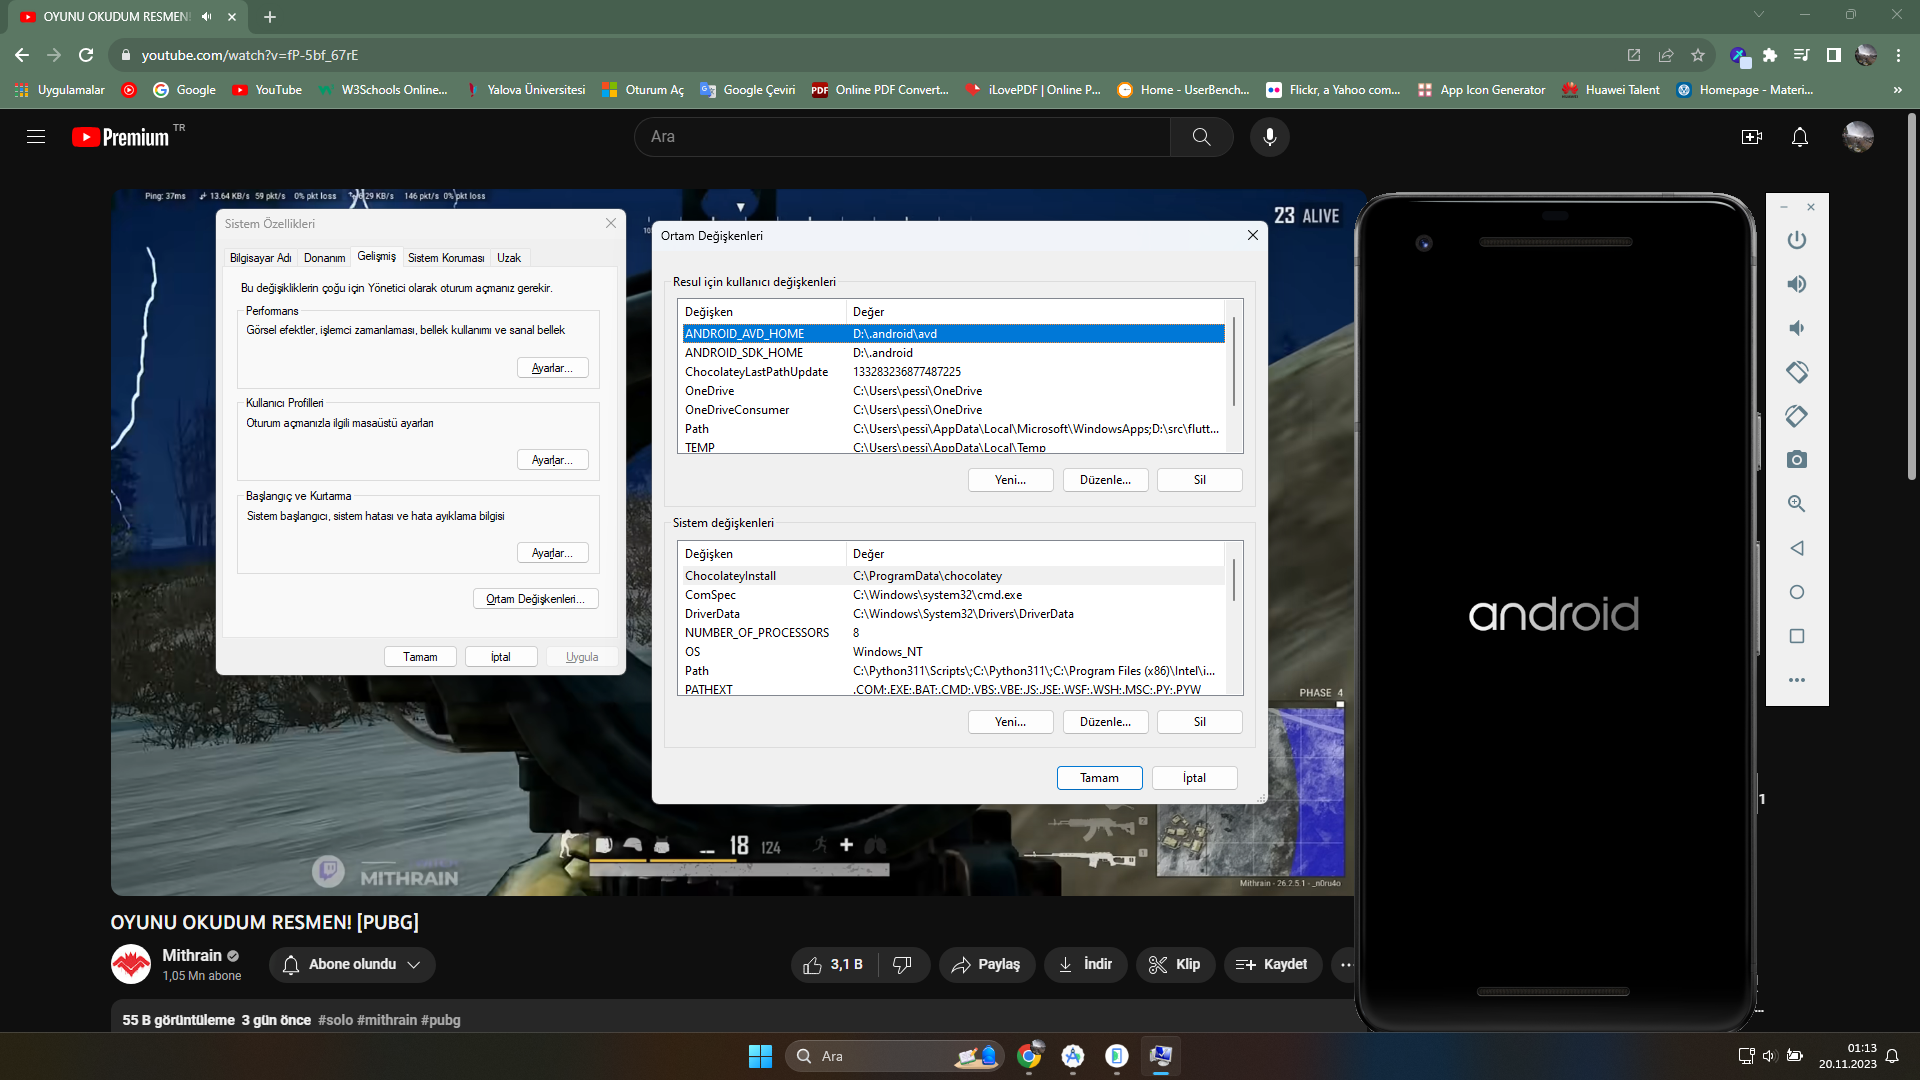 OYUNU OKUDUM RESMEN!
youtube.com/watch?v=fP-5bf_67rE
Uygulamalar
Google
YouTube
W3Schools Online...
Yalova Üniversitesi
Oturum Aç
Google Çeviri
PDF
Online PDF Convert...
iLovePDF | Online P...
Home - UserBench...
Flickr, a Yahoo com...
App Icon Generator
Huawei Talent
Homepage - Materi...
Premium TR
Ara
Ping: 37ms 13.64 KB/s 59 pkt/s 0% pkt loss 146 pkt/s 0% pkt loss
23 ALIVE
Sistem Özellikleri
Bilgisayar Adı Donanım Gelişmiş Sistem Koruması Uzak
Bu değişikliklerin çoğu için Yönetici olarak oturum açmanız gerekir.
Performans
Görsel efektler, işlemci zamanlaması, bellek kullanımı ve sanal bellek
Ayarlar...
Kullanıcı Profilleri
Oturum açmanızla ilgili masaüstü ayarları
Ayarlar...
Başlangıç ve Kurtarma
Sistem başlangıcı, sistem hatası ve hata ayıklama bilgisi
Ayarlar...
Ortam Değişkenleri...
Tamam İptal Uygula
Ortam Değişkenleri
Resul için kullanıcı değişkenleri
Değişken Değer
ANDROID_AVD_HOME D:\.android\avd
ANDROID_SDK_HOME D:\.android
ChocolateyLastPathUpdate 133283236877487225
OneDrive C:\Users\pessi\OneDrive
OneDriveConsumer C:\Users\pessi\OneDrive
Path C:\Users\pessi\AppData\Local\Microsoft\WindowsApps;D:\src\flutt...
TEMP C:\Users\pessi\AppData\Local\Temp
Yeni... Düzenle... Sil
Sistem değişkenleri
Değişken Değer
ChocolateyInstall C:\ProgramData\chocolatey
ComSpec C:\Windows\system32\cmd.exe
DriverData C:\Windows\System32\Drivers\DriverData
NUMBER_OF_PROCESSORS 8
OS Windows_NT
Path C:\Python311\Scripts\;C:\Python311\;C:\Program Files (x86)\Intel\i...
PATHEXT .COM;.EXE;.BAT;.CMD;.VBS;.VBE;.JS;.JSE;.WSF;.WSH;.MSC;.PY;.PYW
Yeni... Düzenle... Sil
Tamam İptal
PHASE 4
18 124
MITHRAIN
2
1
Mithrain - 26.2.5.1 - _n0ru4o
android
1
OYUNU OKUDUM RESMEN! [PUBG]
Mithrain
1,05 Mn abone
Abone olundu
3,1 B
Paylaş
İndir
Klip
Kaydet
55 B görüntüleme 3 gün önce #solo #mithrain #pubg
Ara
01:13
20.11.2023